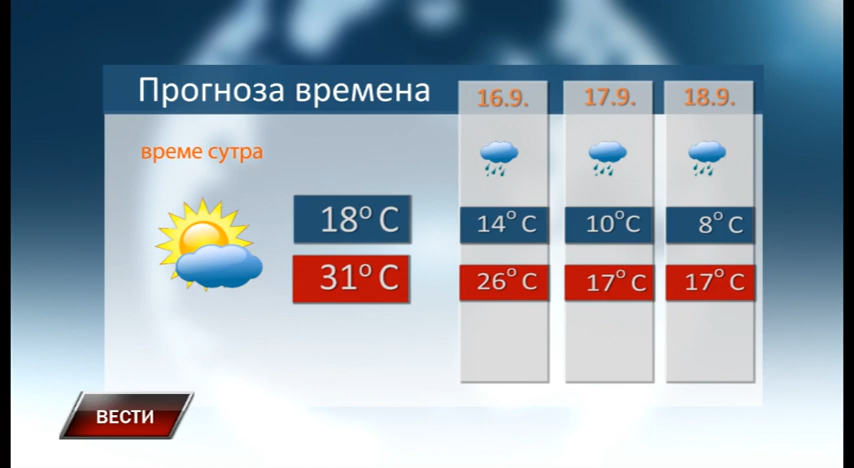 Прогноза времена
време сутра
18° C
31° C
16.9.
17.9.
18.9.
14° C
10°C
8° C
26° C
17° C
17° C
ВЕСТИ